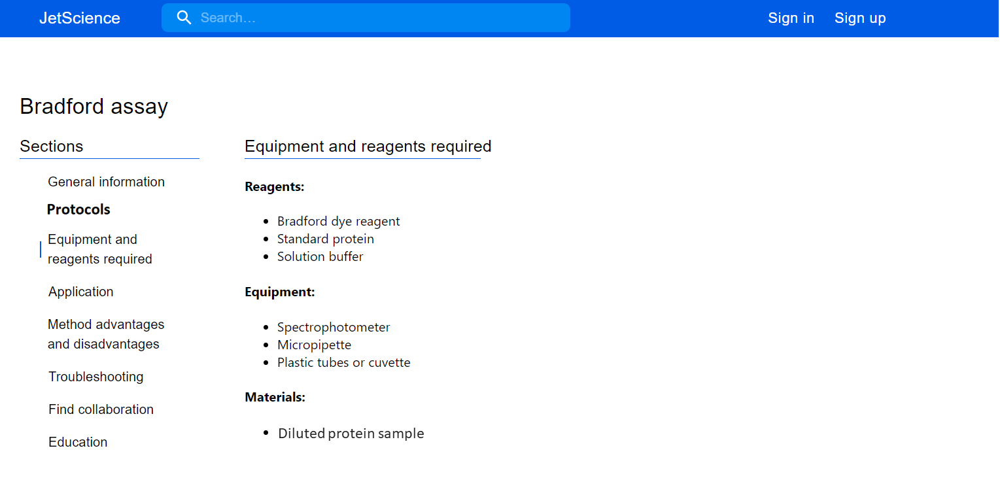 JetScience
Search...
Sign in
Sign up
Bradford assay
Sections
General information
Protocols
Equipment and
reagents required
Application
Method advantages
and disadvantages
Troubleshooting
Find collaboration
Education
Equipment and reagents required
Reagents:
Bradford dye reagent
Standard protein
Solution buffer
Equipment:
Spectrophotometer
Micropipette
Plastic tubes or cuvette
Materials:
Diluted protein sample